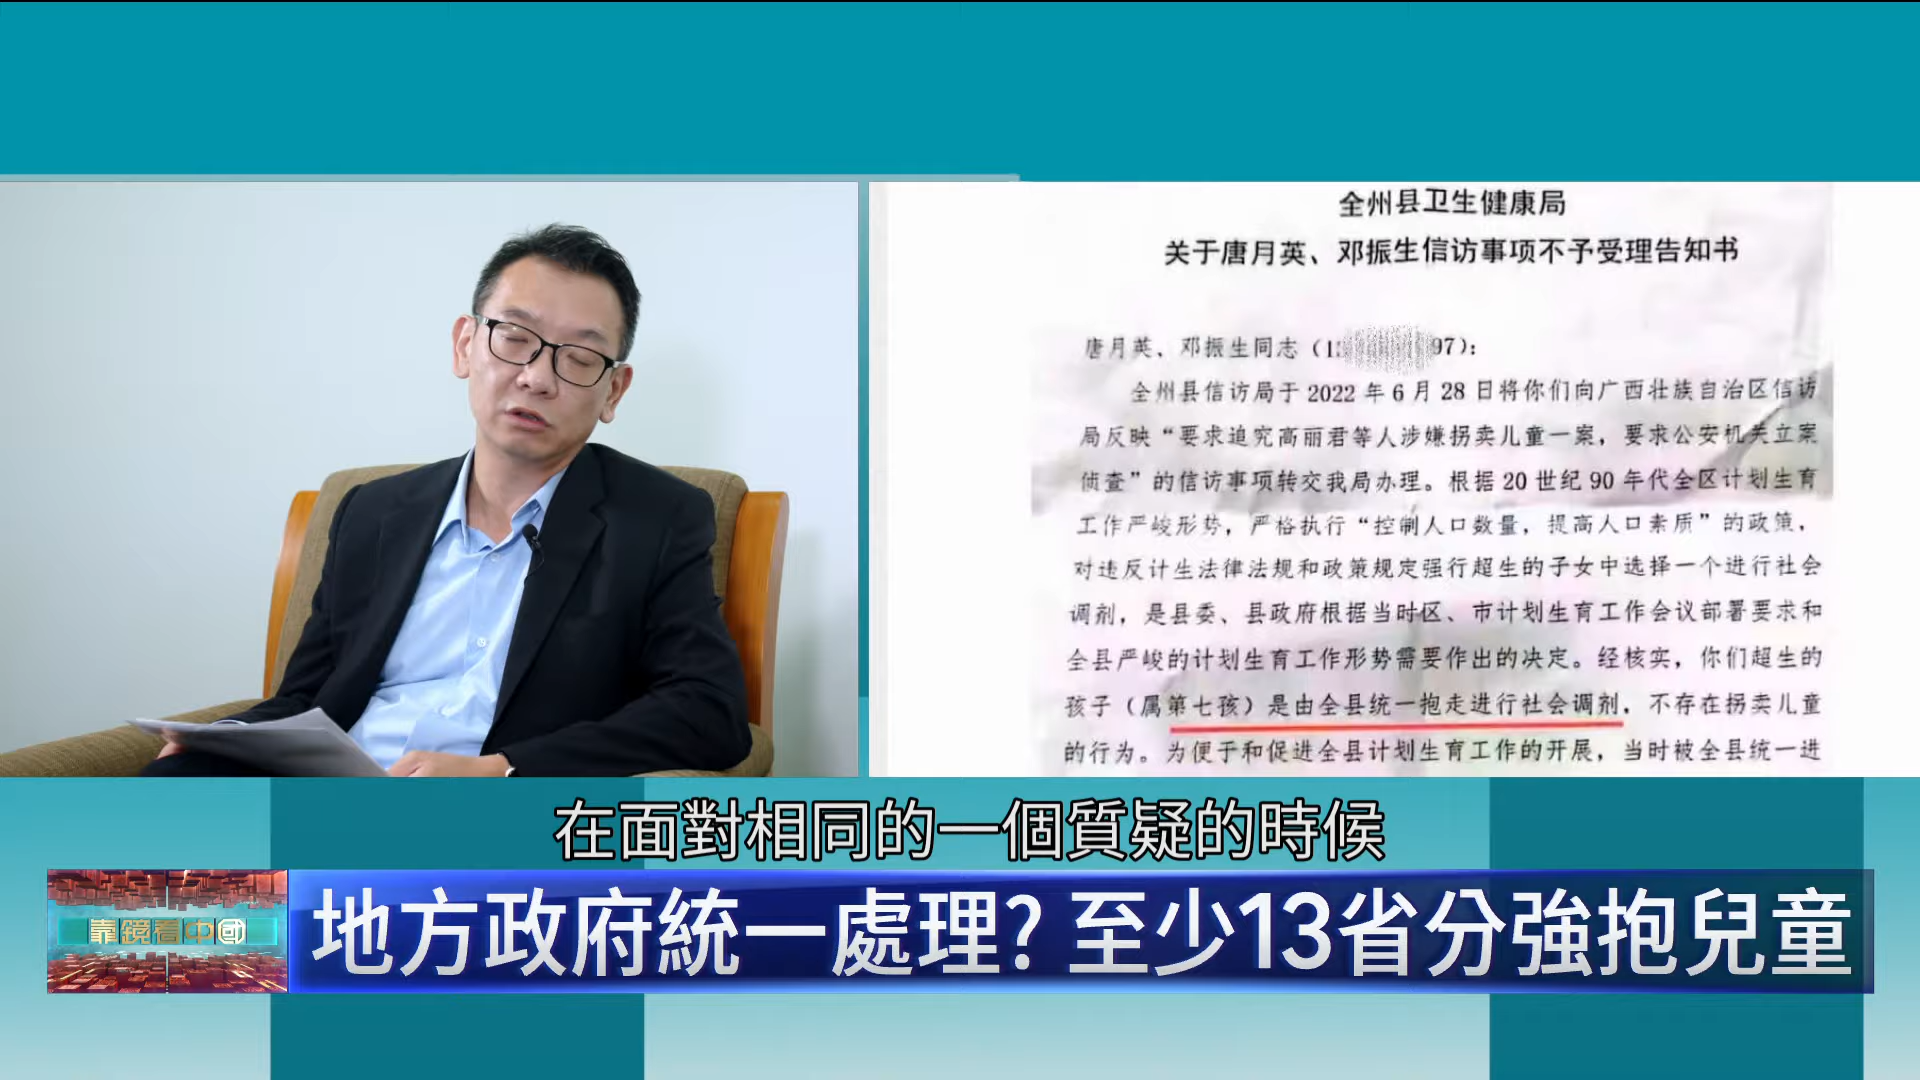 全州县卫生健康局
关于唐月英、邓振生信访事项不予受理告知书
唐月英、邓振生同志（1 97）：
全州县信访局于 2022 年 6 月 28 日将你们向广西壮族自治区信访
局反映“要求追究高丽君等人涉嫌拐卖儿童一案，要求公安机关立案
侦查”的信访事项转交我局办理。根据 20 世纪 90 年代全区计划生育
工作严峻形势，严格执行“控制人口数量，提高人口素质”的政策，
对违反计生法律法规和政策规定强行超生的子女中选择一个进行社会
调剂，是县委、县政府根据当时区、市计划生育工作会议部署要求和
全县严峻的计划生育工作形势需要作出的决定。经核实，你们超生的
孩子（属第七孩）是由全县统一抱走进行社会调剂，不存在拐卖儿童
的行为。为便于和促进全县计划生育工作的开展，当时被全县统一进
在面對相同的一個質疑的時候
靠鏡看中國
地方政府統一處理？至少13省分強抱兒童